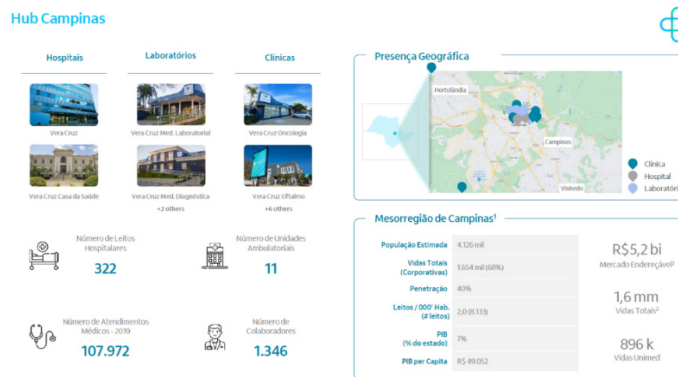 Hub Campinas
Hospitais
Laboratórios
Clínicas
Vera Cruz
Vera Cruz Med. Laboratorial
Vera Cruz Oncologia
Vera Cruz Casa da Saúde
Vera Cruz Med. Diagnóstica
+2 others
Vera Cruz Oftalmo
+6 others
Número de Leitos
Hospitalares
322
Número de Unidades
Ambulatoriais
11
Número de Atendimentos
Médicos - 2019
107.972
Número de
Colaboradores
1.346
Presença Geográfica
Hortolândia
Campinas
Vinhedo
Clínica
Hospital
Laboratóri
Mesorregião de Campinas¹
População Estimada 4.126 mil
Vidas Totais
(Corporativas) 1.654 mil (68%)
Penetração 40%
Leitos / 000' Hab.
(# leitos) 2,0 (8.133)
PIB
(% do estado) 7%
PIB per Capita R$ 49.052
R$5,2 bi
Mercado Endereçável²
1,6 mm
Vidas Totais²
896 k
Vidas Unimed